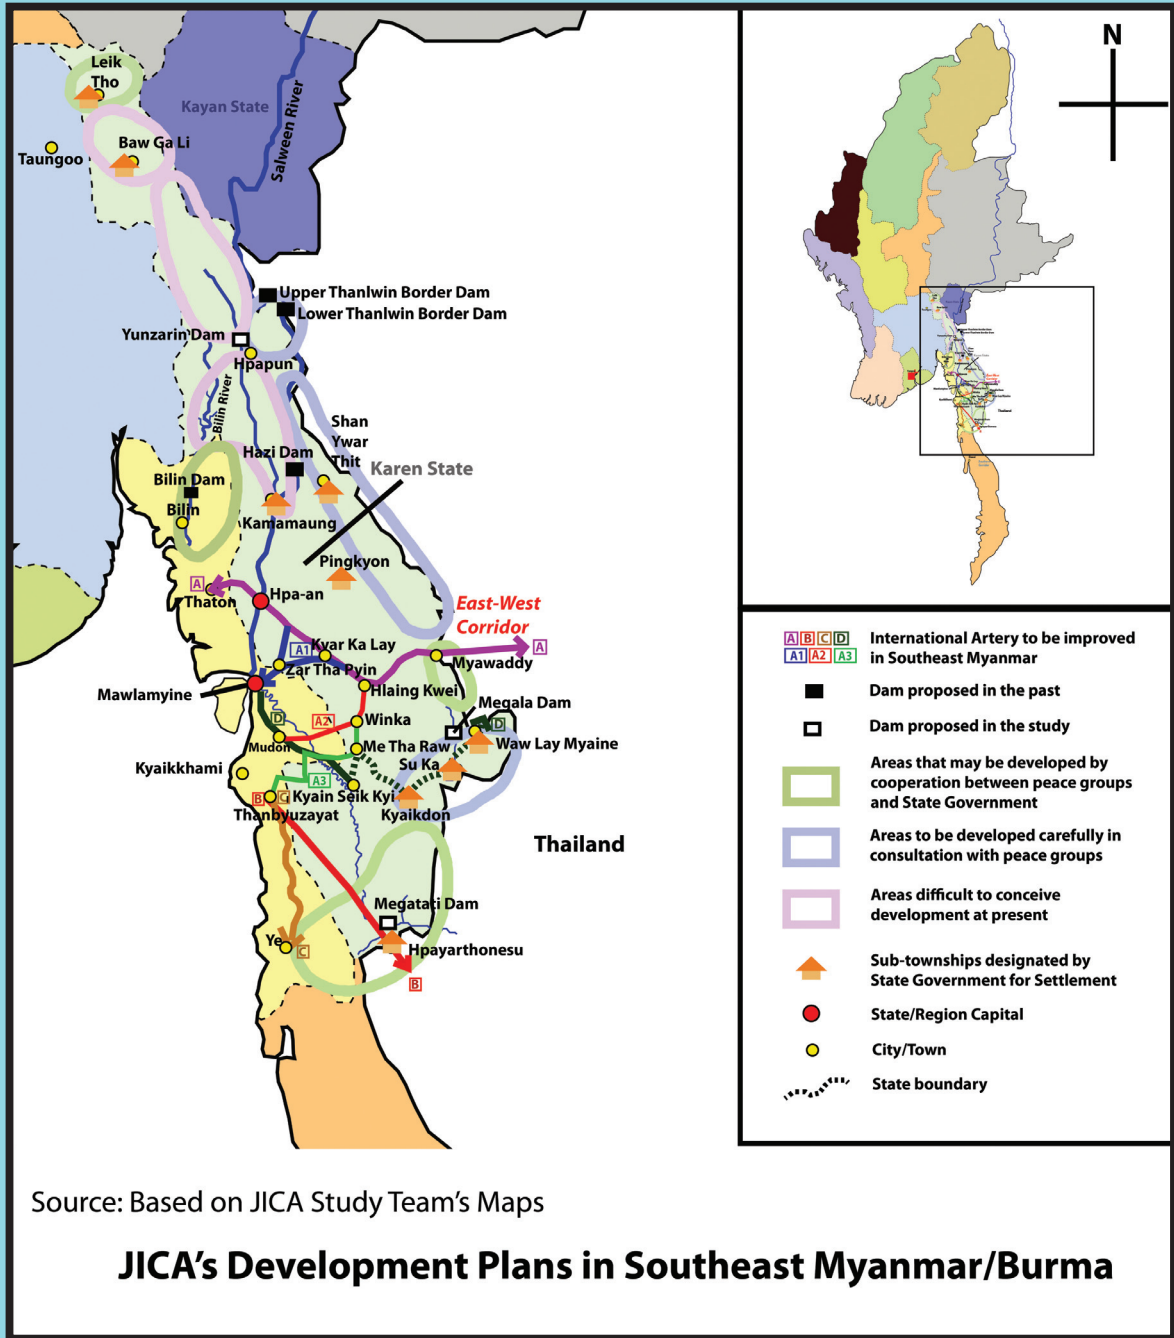 Leik
Tho
Kayan State
Salween River
Baw Ga Li
Taungoo
Upper Thanlwin Border Dam
Lower Thanlwin Border Dam
Yunzarin Dam
Hpapun
Bilin River
Shan
Ywar
Thit
Hazi Dam
Karen State
Bilin Dam
Bilin
Kamamaung
Pingkyon
A
Thaton
Hpa-an
East-West
Corridor
A
A1
Kyar Ka Lay
Myawaddy
Zar Tha Pyin
Mawlamyine
Hlaing Kwei
Megala Dam
D
A2
Winka
D
Mudon
Me Tha Raw
Waw Lay Myaine
Su Ka
Kyaikkhami
A3
B
C
Kyain Seik Kyi
Thanbyuzayat
Kyaikdon
Thailand
Megatati Dam
Ye
C
Hpayarthonesu
B
N
A B C D
A1 A2 A3
International Artery to be improved
in Southeast Myanmar
Dam proposed in the past
Dam proposed in the study
Areas that may be developed by
cooperation between peace groups
and State Government
Areas to be developed carefully in
consultation with peace groups
Areas difficult to conceive
development at present
Sub-townships designated by
State Government for Settlement
State/Region Capital
City/Town
State boundary
Source: Based on JICA Study Team's Maps
JICA's Development Plans in Southeast Myanmar/Burma